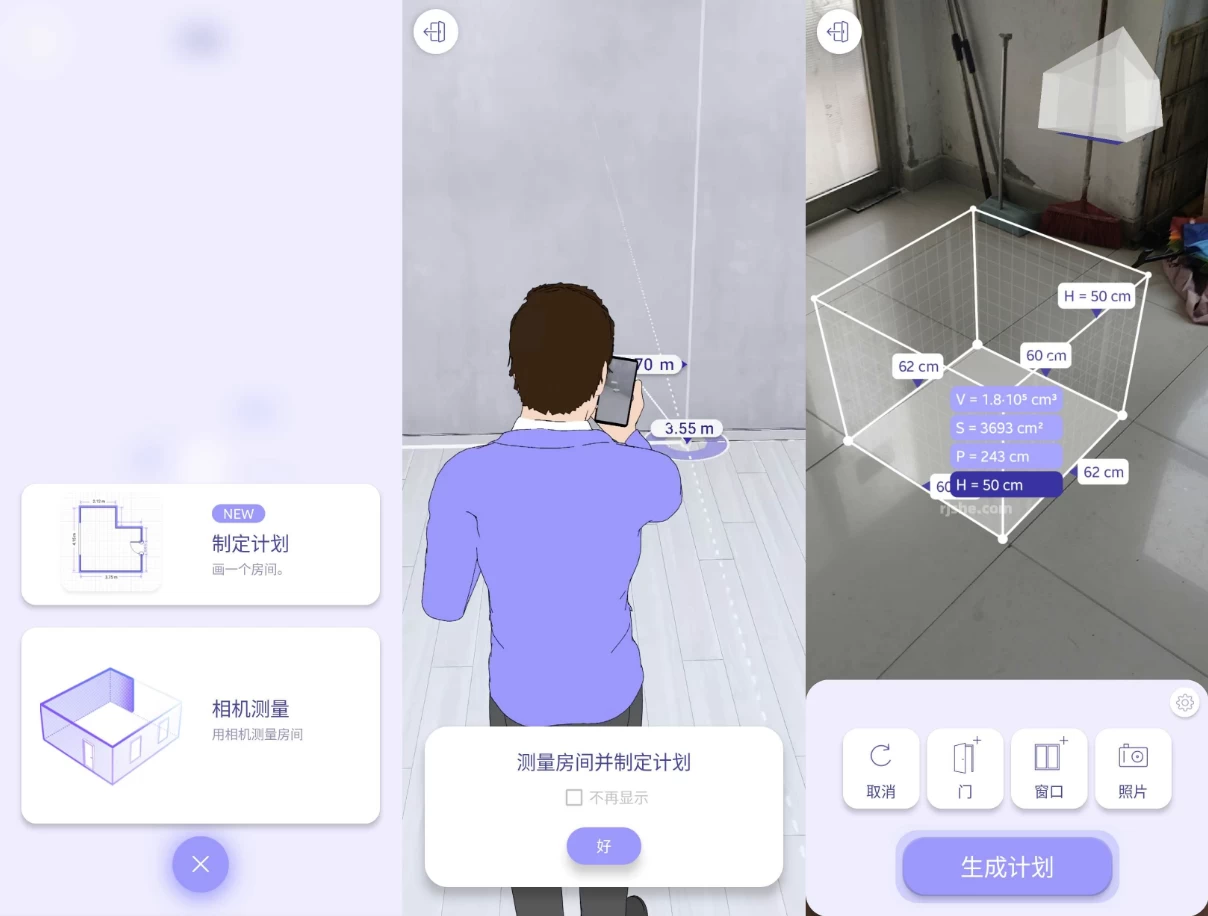 NEW
制定计划
画一个房间。
相机测量
用相机测量房间
70 m
3.55 m
测量房间并制定计划
不再显示
好
H = 50 cm
60 cm
62 cm
V = 1.8·10⁵ cm³
S = 3693 cm²
P = 243 cm
62 cm
60
H = 50 cm
rjshe.com
取消
门
窗口
照片
生成计划